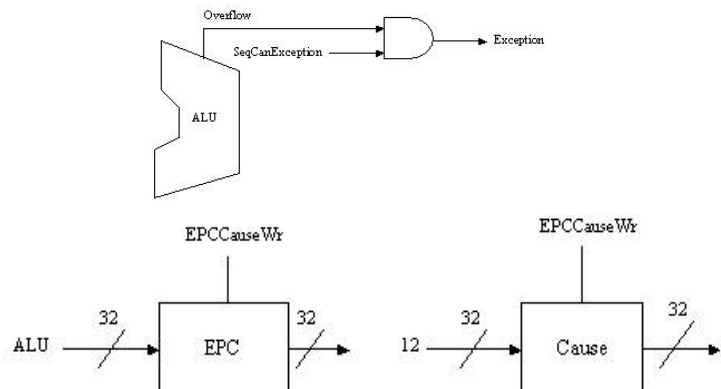 Overflow
SeqCanException
Exception
ALU
EPCCauseWr
EPCCauseWr
32
32
32
32
ALU
EPC
12
Cause